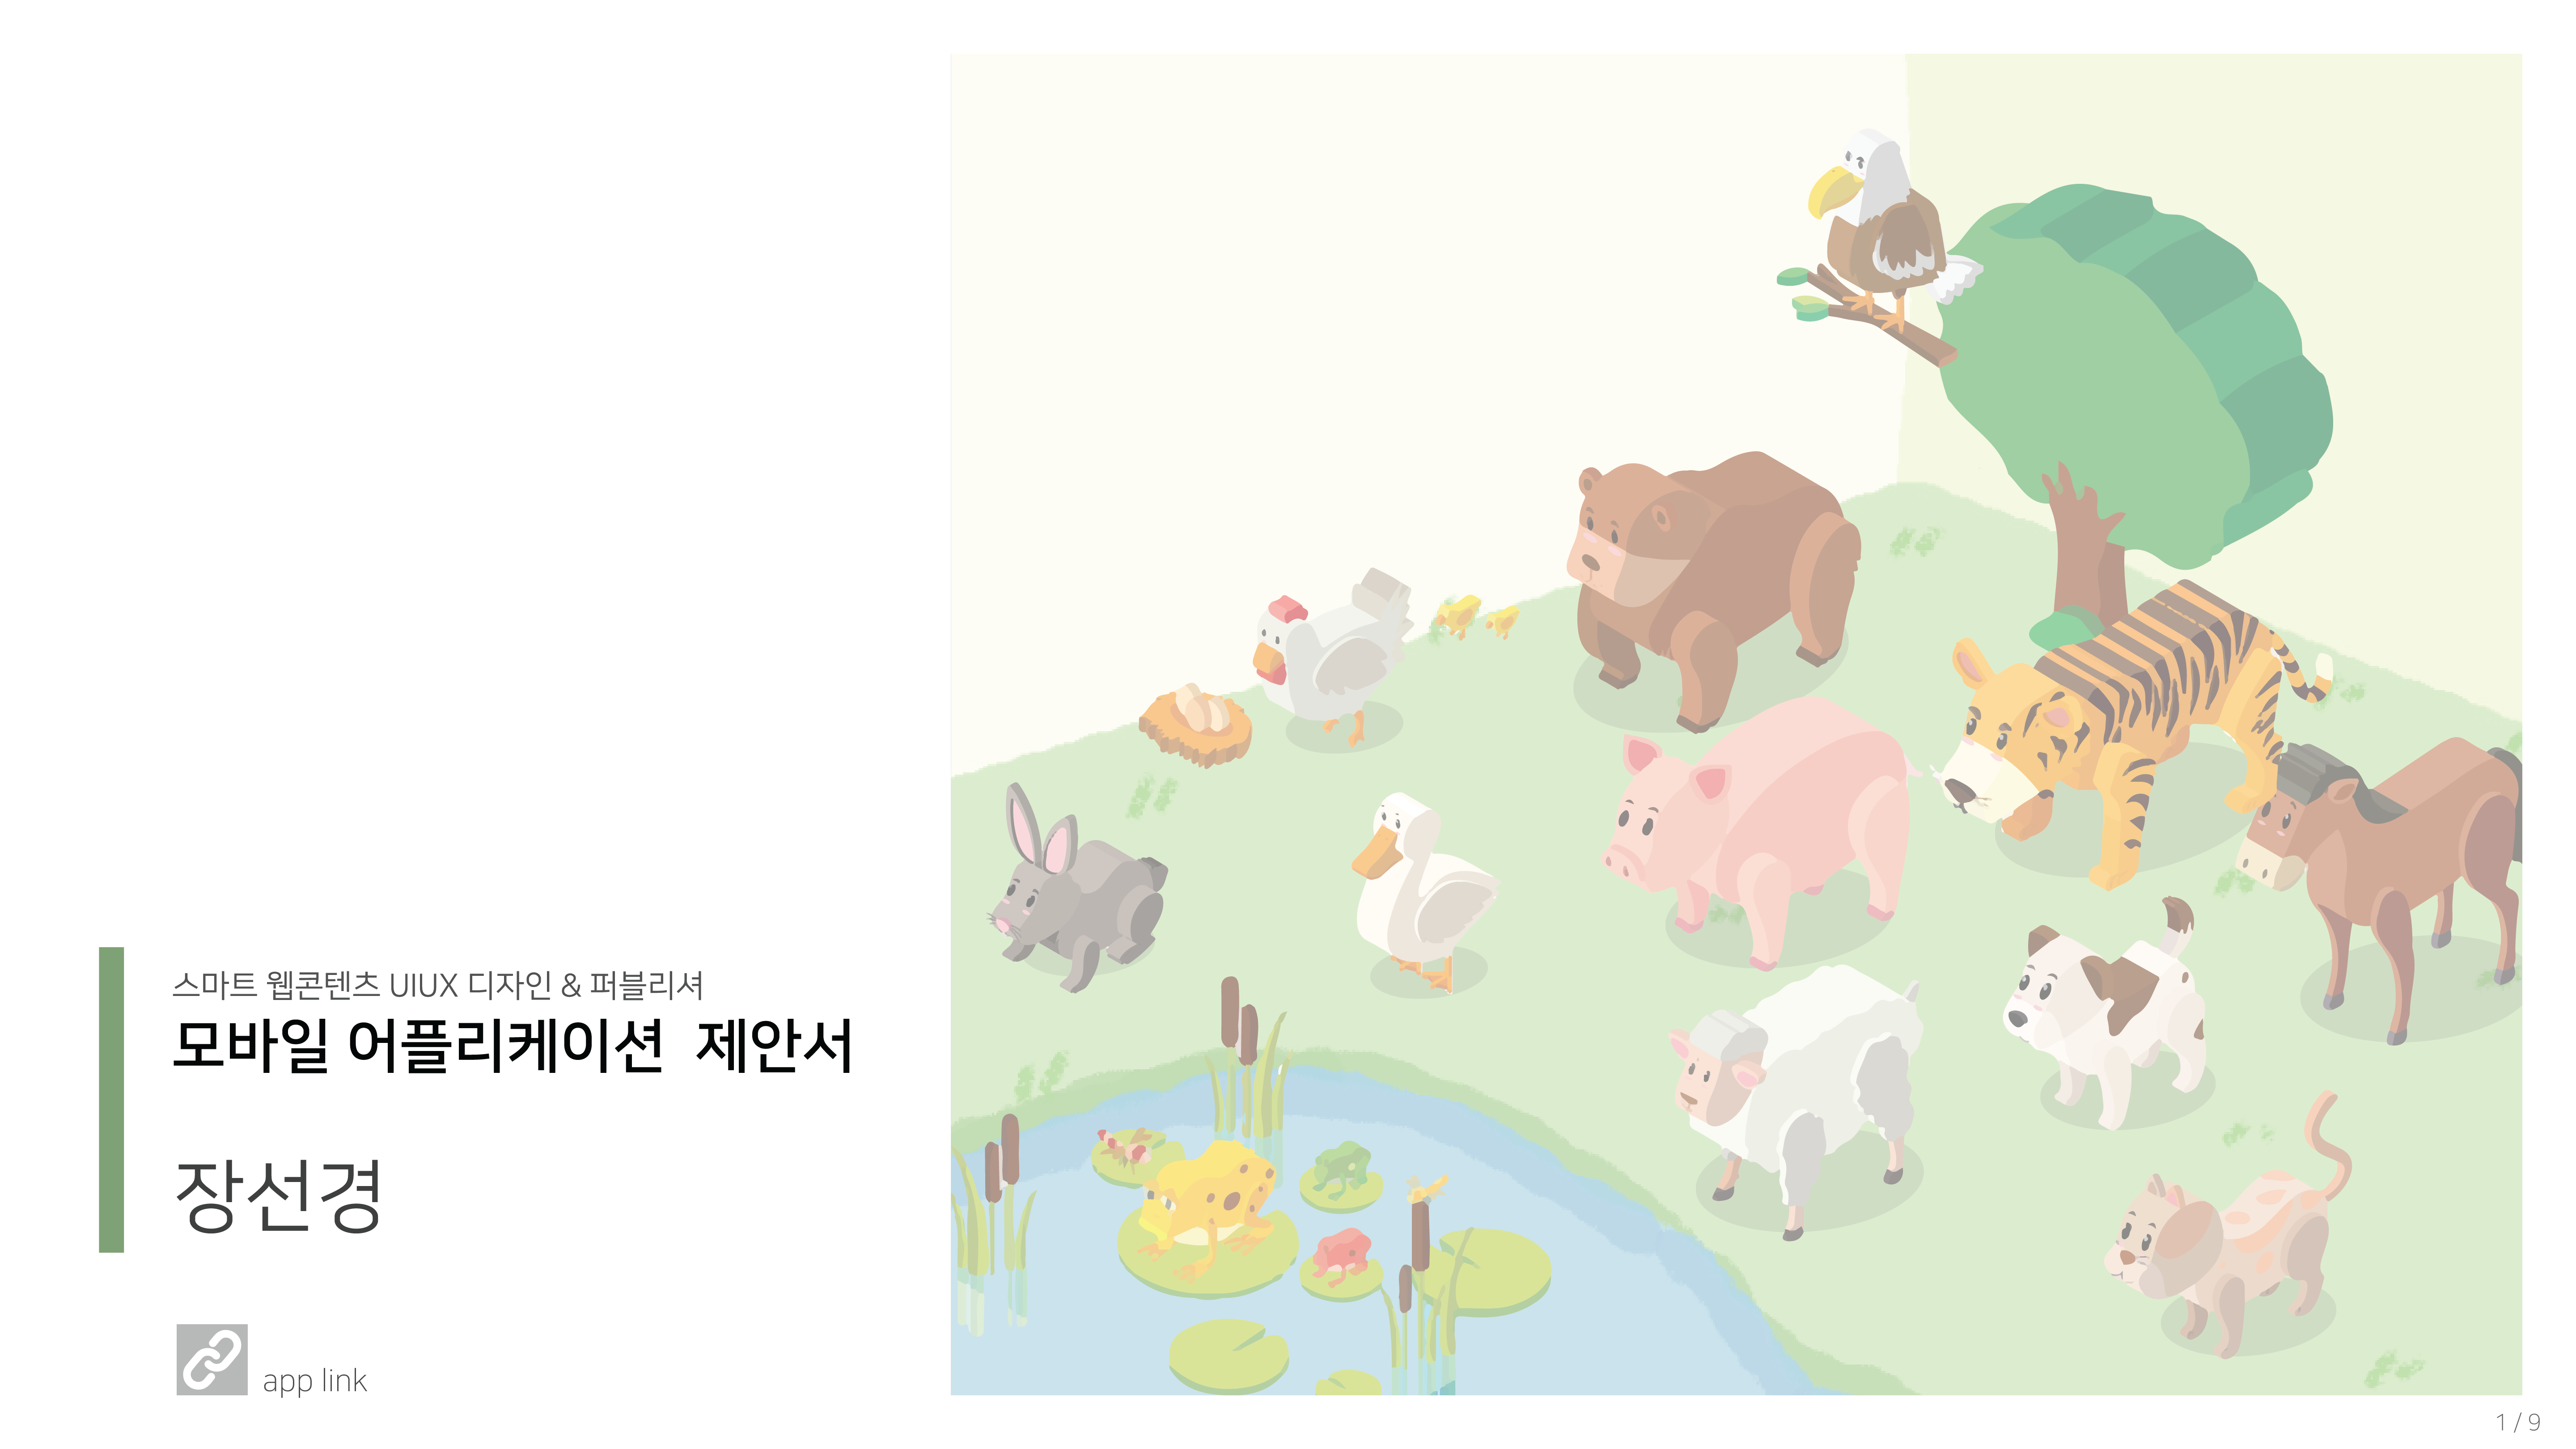 스마트 웹콘텐츠 UIUX 디자인 & 퍼블리셔
모바일 어플리케이션 제안서
장선경
app link
1 / 9